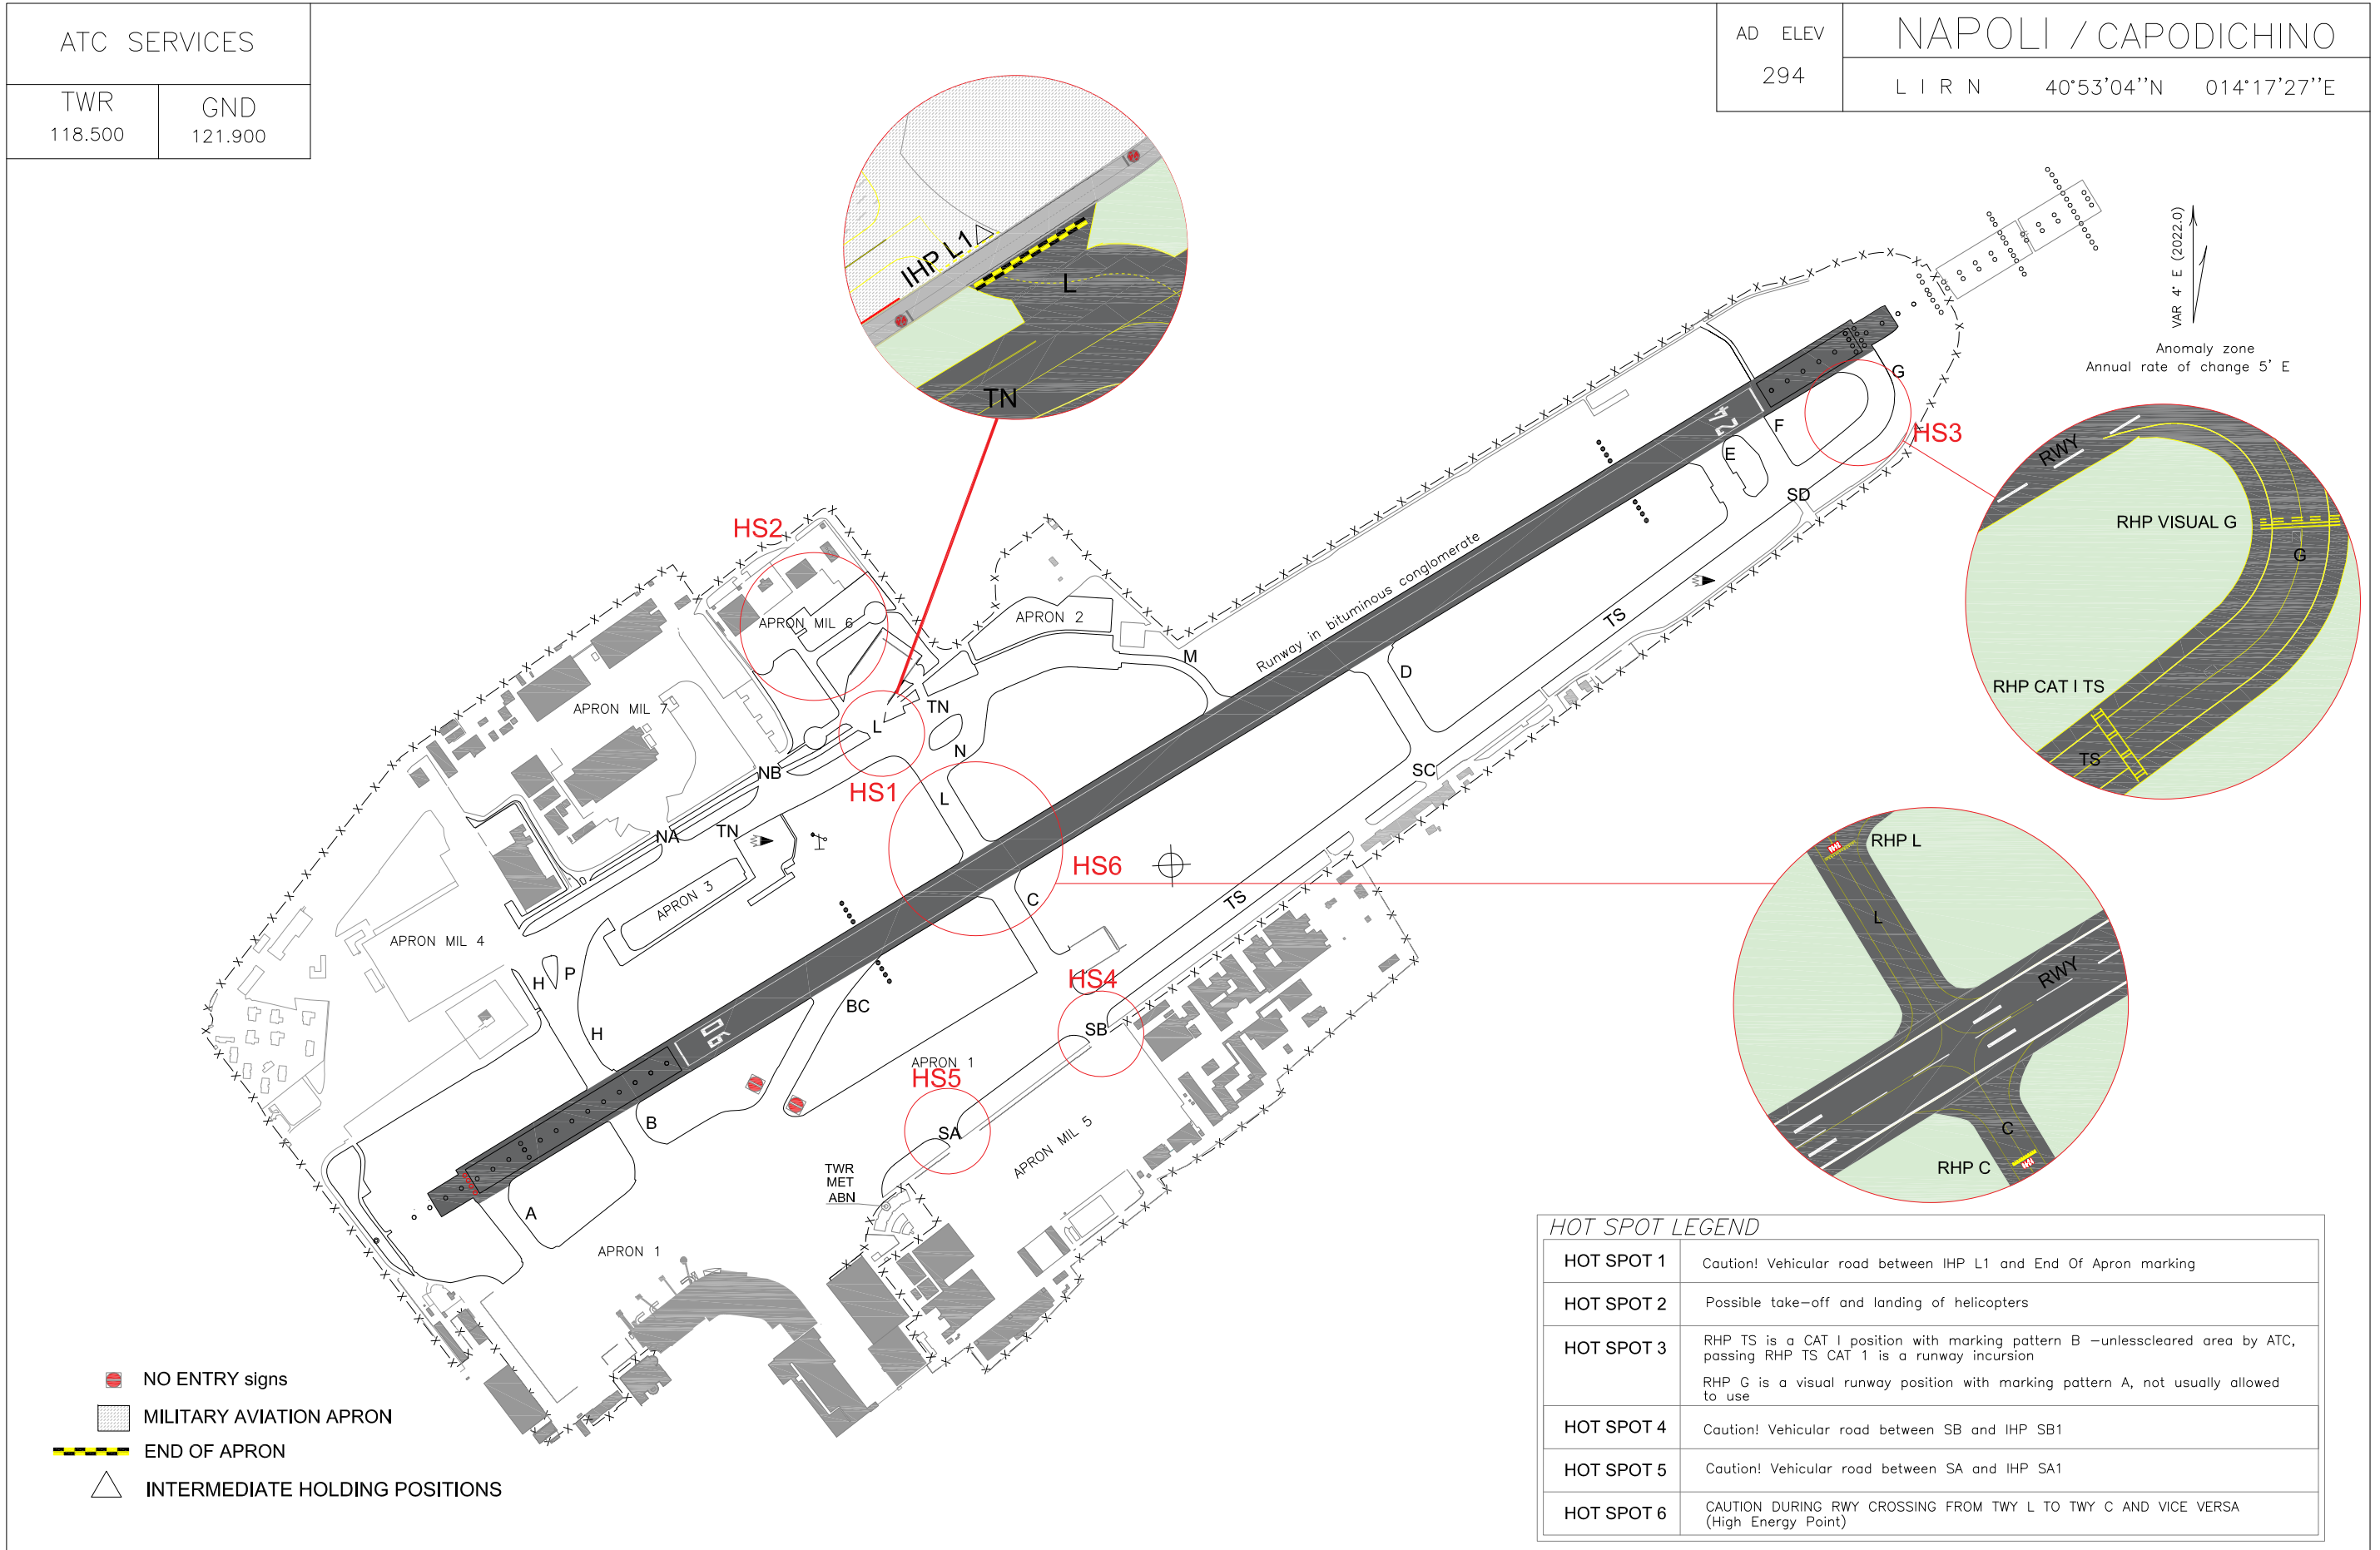 ATC SERVICES
TWR
118.500
GND
121.900
AD ELEV
294
NAPOLI / CAPODICHINO
LIRN 40°53'04''N 014°17'27''E
VAR 4° E (2022.0)
Anomaly zone
Annual rate of change 5' E
IHP L1
L
TN
HS2
APRON MIL 6
APRON 2
APRON MIL 7
L
TN
N
M
NB
HS1
L
NA
TN
APRON 3
APRON MIL 4
H
P
H
06
24
Runway in bituminous conglomerate
G
F
E
HS3
SD
TS
D
SC
HS6
C
TS
BC
HS4
SB
APRON 1
HS5
SA
B
A
APRON MIL 5
TWR
MET
ABN
APRON 1
RWY
RHP VISUAL G
G
RHP CAT I TS
TS
RHP L
L
RWY
C
RHP C
NO ENTRY signs
MILITARY AVIATION APRON
END OF APRON
INTERMEDIATE HOLDING POSITIONS
HOT SPOT LEGEND
HOT SPOT 1 Caution! Vehicular road between IHP L1 and End Of Apron marking
HOT SPOT 2 Possible take-off and landing of helicopters
HOT SPOT 3 RHP TS is a CAT I position with marking pattern B -unlesscleared area by ATC,
passing RHP TS CAT 1 is a runway incursion
RHP G is a visual runway position with marking pattern A, not usually allowed
to use
HOT SPOT 4 Caution! Vehicular road between SB and IHP SB1
HOT SPOT 5 Caution! Vehicular road between SA and IHP SA1
HOT SPOT 6 CAUTION DURING RWY CROSSING FROM TWY L TO TWY C AND VICE VERSA
(High Energy Point)